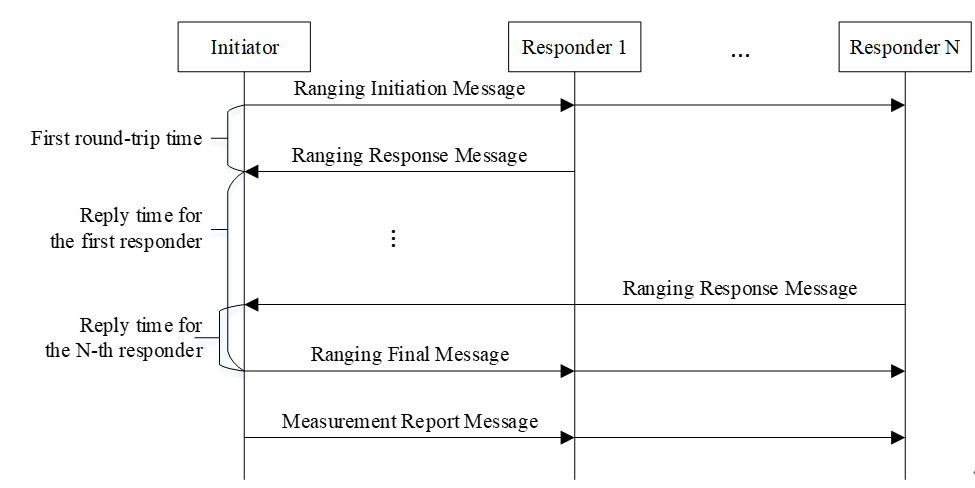 Initiator
Responder 1
...
Responder N
Ranging Initiation Message
First round-trip time
Ranging Response Message
Reply time for
the first responder
Ranging Response Message
Reply time for
the N-th responder
Ranging Final Message
Measurement Report Message